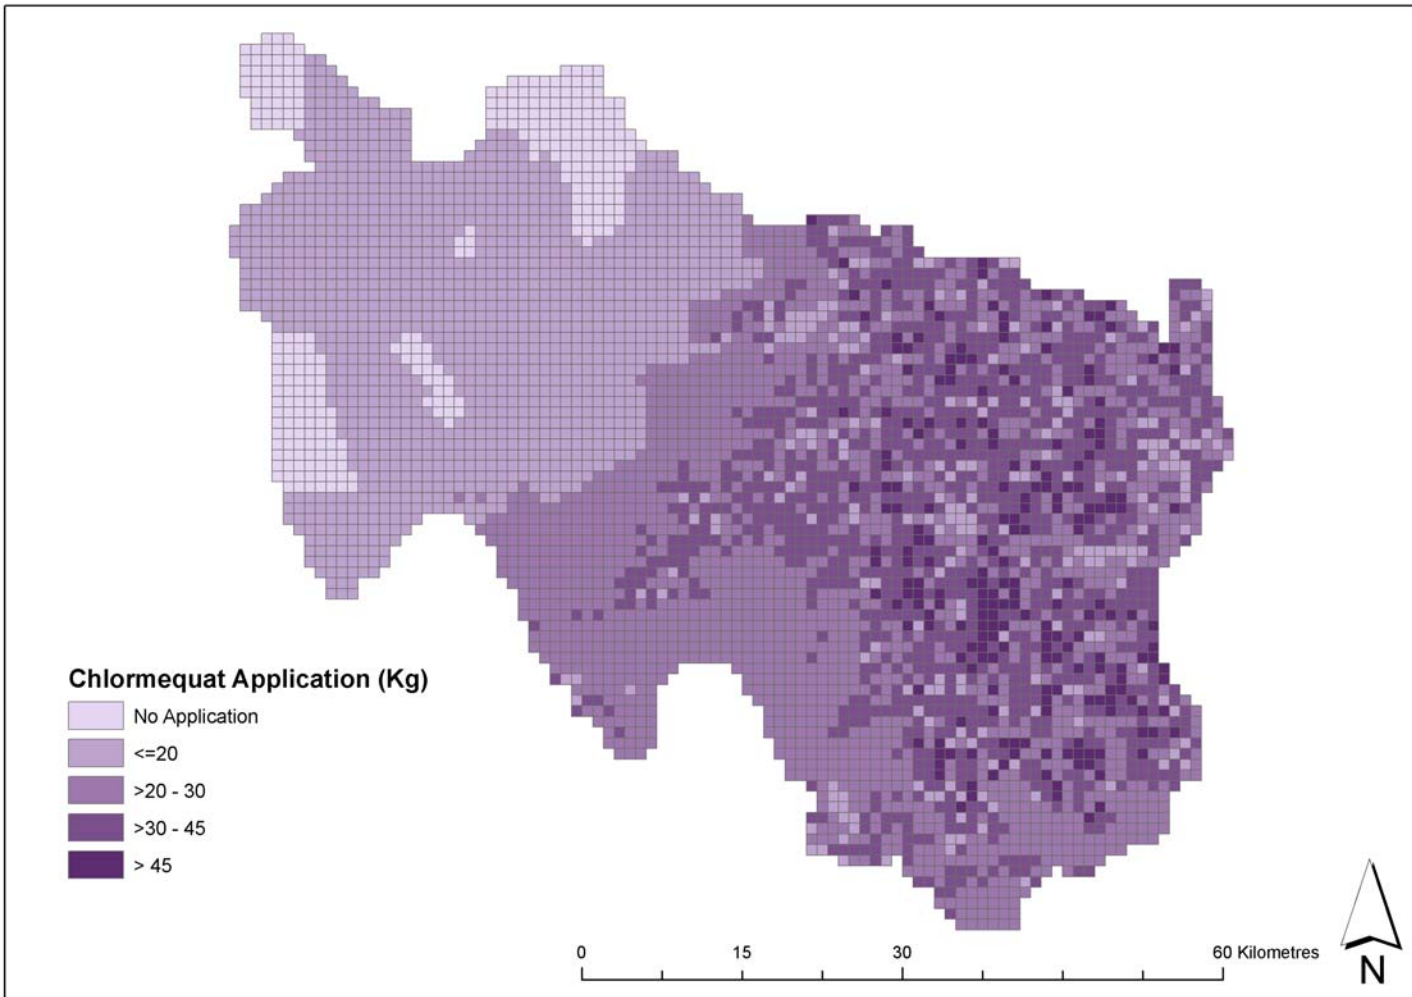 Chlormequat Application (Kg)
No Application
<=20
>20 - 30
>30 - 45
> 45
0 15 30 60 Kilometres
N